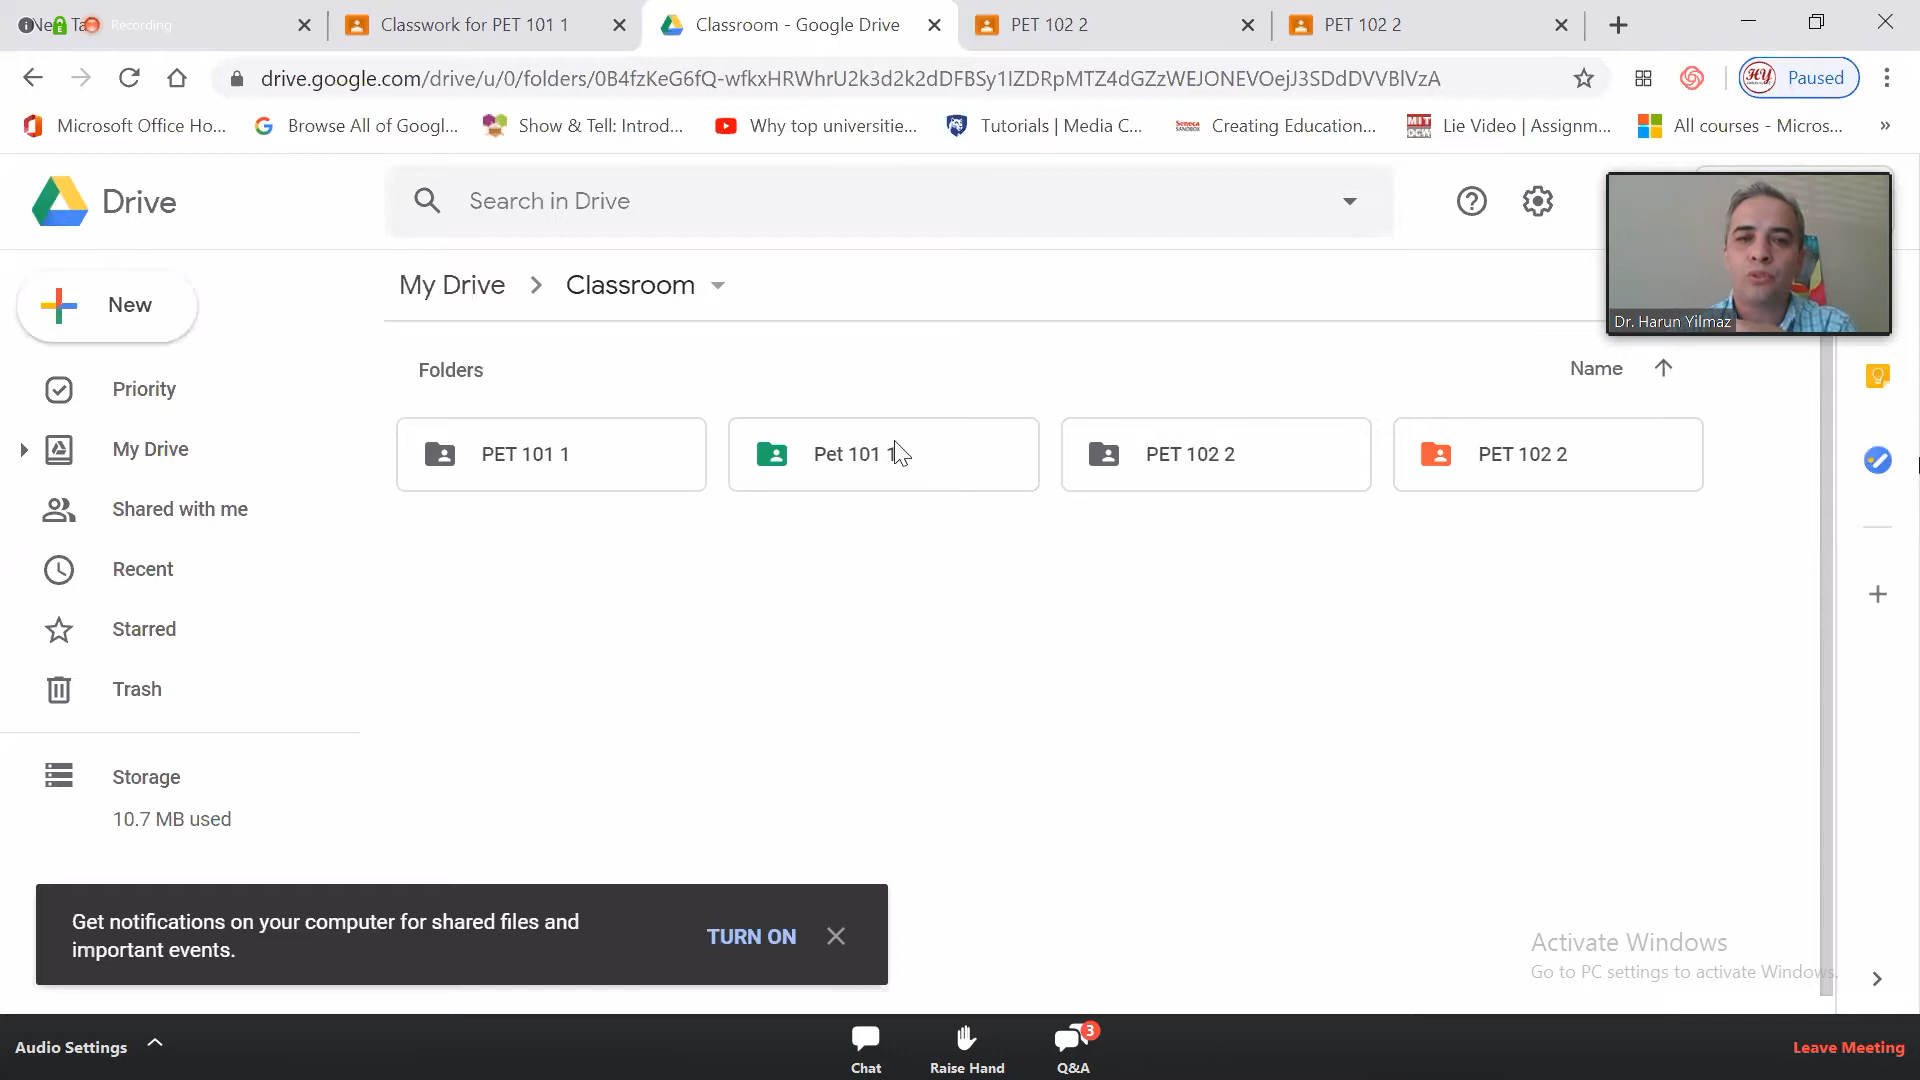 New Ta
Recording
Classwork for PET 101 1
Classroom - Google Drive
PET 102 2
PET 102 2
drive.google.com/drive/u/0/folders/0B4fzKeG6fQ-wfkxHRWhrU2k3d2k2dDFBSy1IZDRpMTZ4dGZzWEJONEVOejJ3SDdDVVBlVzA
Paused
Microsoft Office Ho...
Browse All of Googl...
Show & Tell: Introd...
Why top universitie...
Tutorials | Media C...
Creating Education...
Lie Video | Assignm...
All courses - Micros...
»
Drive
Search in Drive
My Drive > Classroom
Dr. Harun Yilmaz
New
Folders
Name
PET 101 1
Pet 101 1
PET 102 2
PET 102 2
Priority
My Drive
Shared with me
Recent
Starred
Trash
Storage
10.7 MB used
Get notifications on your computer for shared files and
important events.
TURN ON
Activate Windows
Go to PC settings to activate Windows.
Audio Settings
Chat
Raise Hand
3
Q&A
Leave Meeting